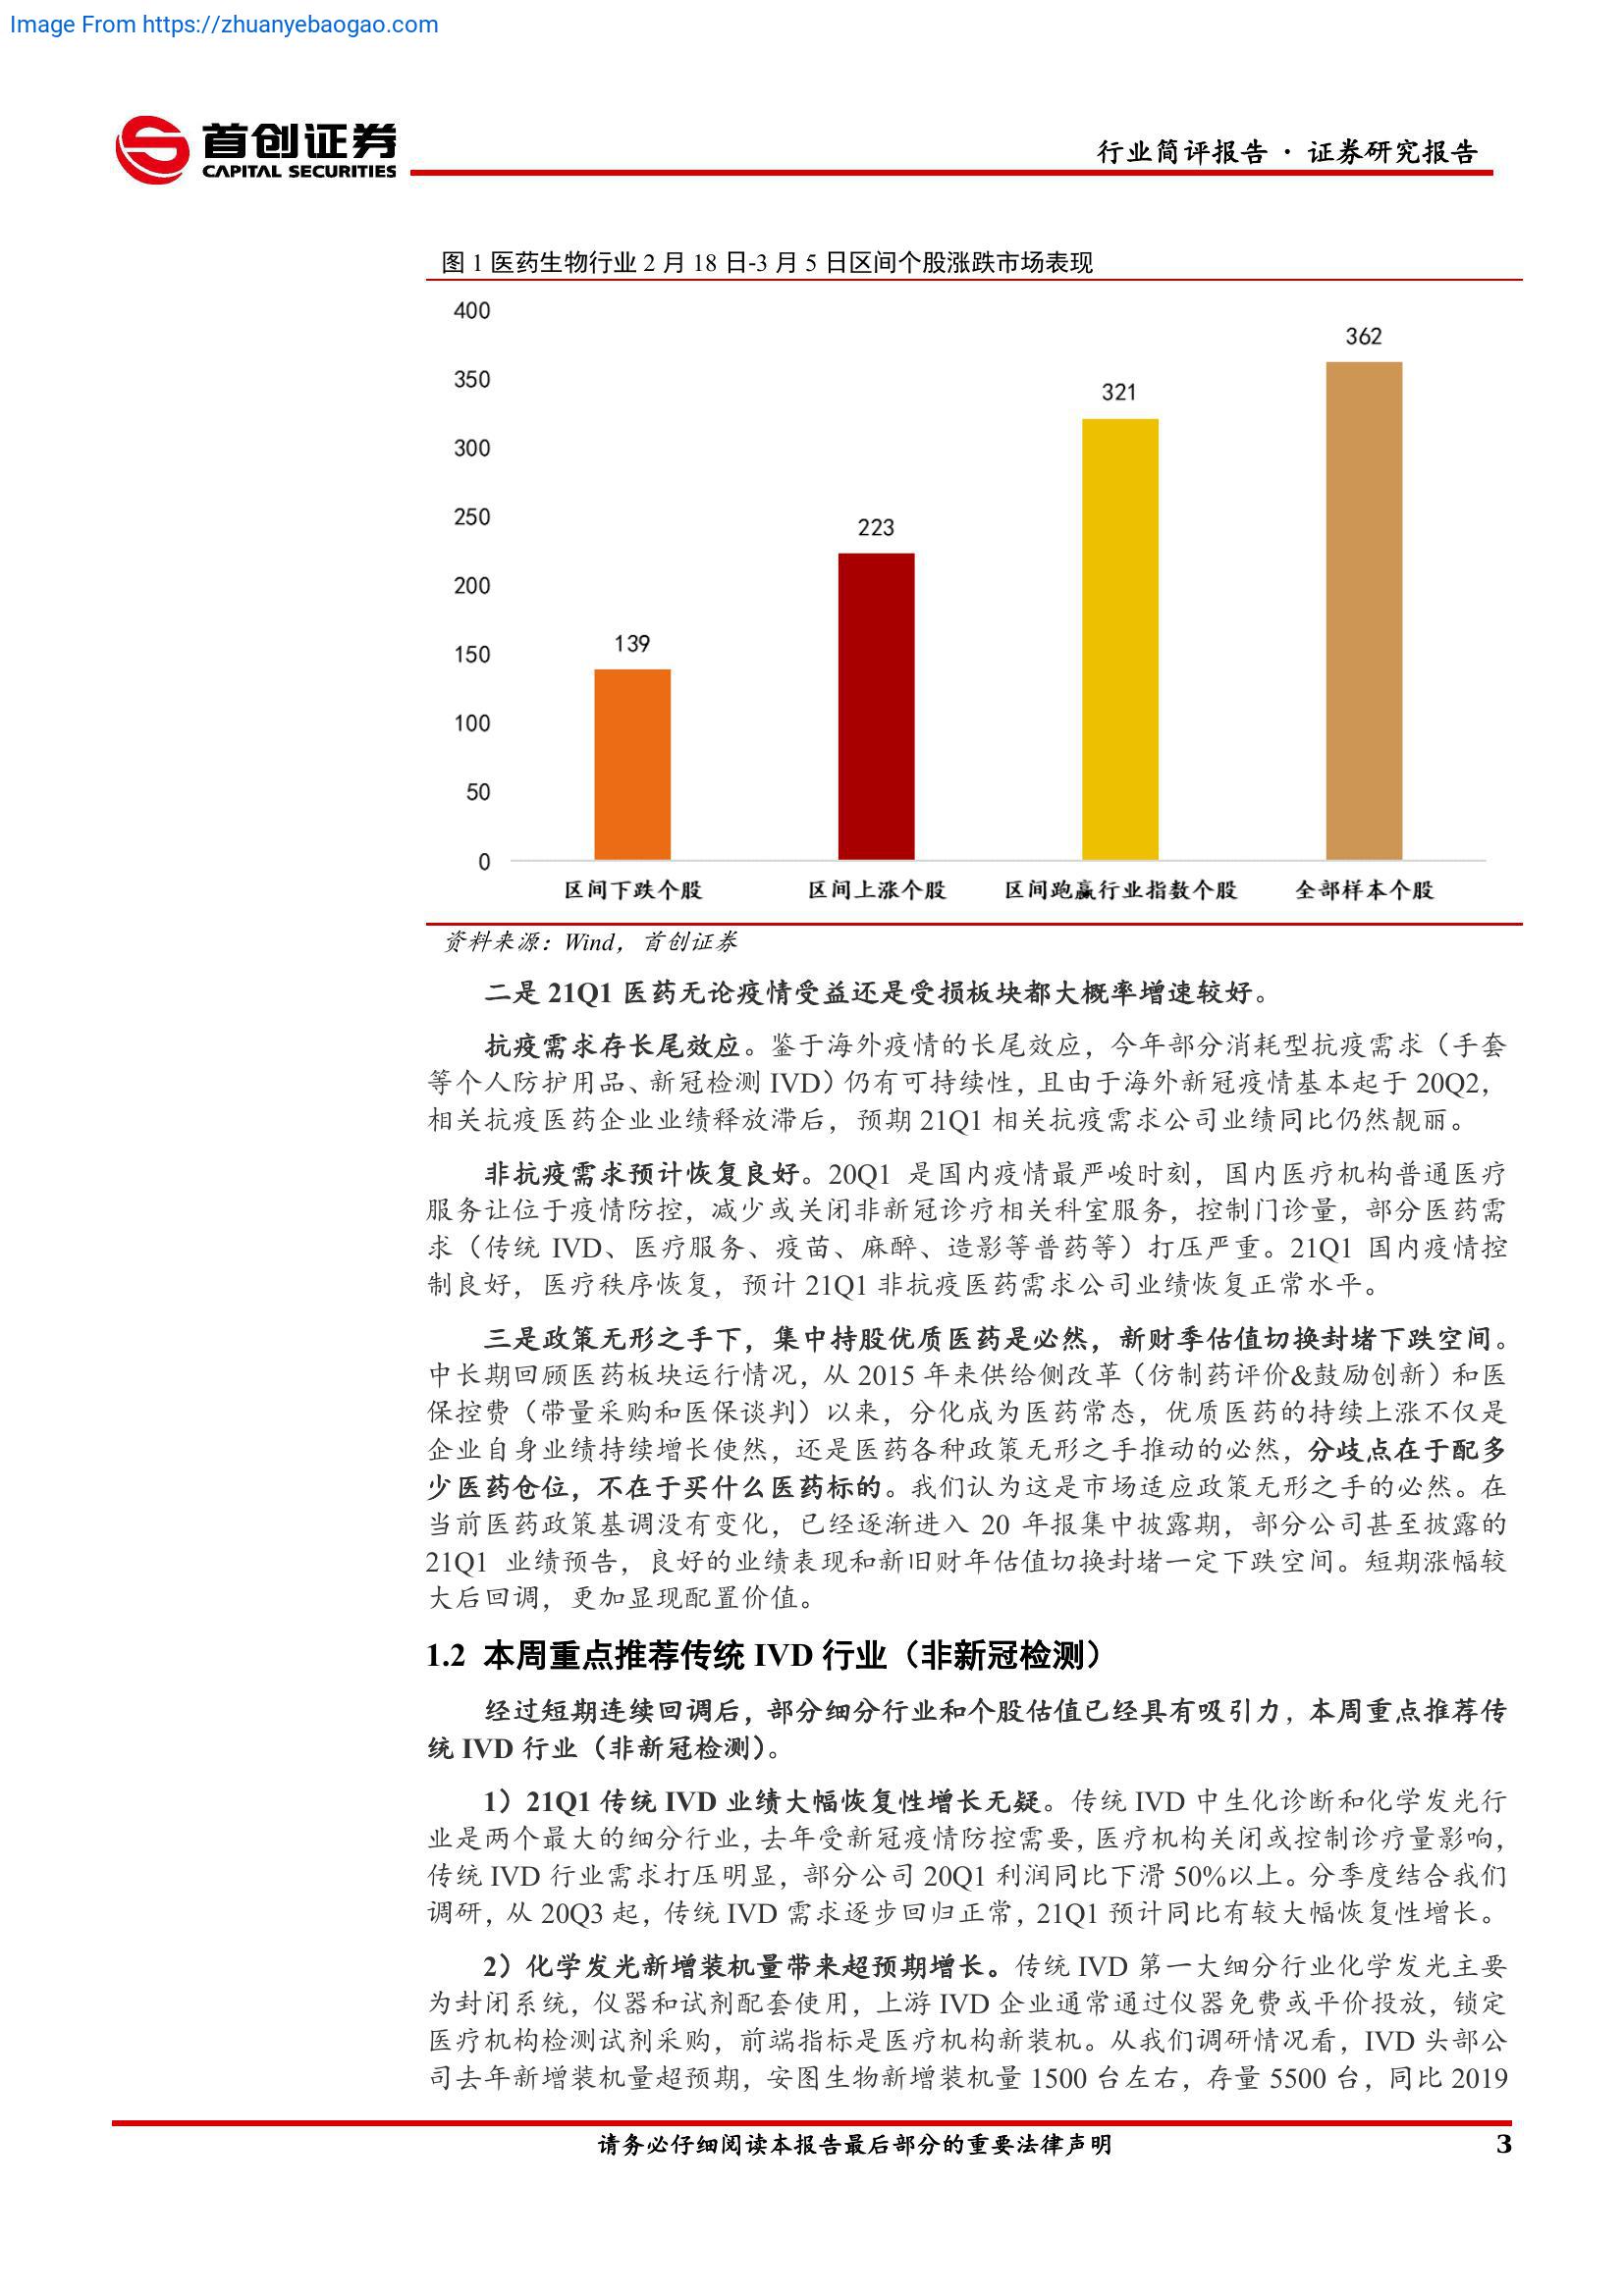 Image From https://zhuanyebaogao.com
首创证券
CAPITAL SECURITIES
行业简评报告 · 证券研究报告
图 1 医药生物行业 2 月 18 日-3 月 5 日区间个股涨跌市场表现
400
350
300
250
200
150
100
50
0
139
223
321
362
区间下跌个股
区间上涨个股
区间跑赢行业指数个股
全部样本个股
资料来源：Wind，首创证券
二是 21Q1 医药无论疫情受益还是受损板块都大概率增速较好。
抗疫需求存长尾效应。鉴于海外疫情的长尾效应，今年部分消耗型抗疫需求（手套
等个人防护用品、新冠检测 IVD）仍有可持续性，且由于海外新冠疫情基本起于 20Q2，
相关抗疫医药企业业绩释放滞后，预期 21Q1 相关抗疫需求公司业绩同比仍然靓丽。
非抗疫需求预计恢复良好。20Q1 是国内疫情最严峻时刻，国内医疗机构普通医疗
服务让位于疫情防控，减少或关闭非新冠诊疗相关科室服务，控制门诊量，部分医药需
求（传统 IVD、医疗服务、疫苗、麻醉、造影等普药等）打压严重。21Q1 国内疫情控
制良好，医疗秩序恢复，预计 21Q1 非抗疫医药需求公司业绩恢复正常水平。
三是政策无形之手下，集中持股优质医药是必然，新财季估值切换封堵下跌空间。
中长期回顾医药板块运行情况，从 2015 年来供给侧改革（仿制药评价&鼓励创新）和医
保控费（带量采购和医保谈判）以来，分化成为医药常态，优质医药的持续上涨不仅是
企业自身业绩持续增长使然，还是医药各种政策无形之手推动的必然，分歧点在于配多
少医药仓位，不在于买什么医药标的。我们认为这是市场适应政策无形之手的必然。在
当前医药政策基调没有变化，已经逐渐进入 20 年报集中披露期，部分公司甚至披露的
21Q1 业绩预告，良好的业绩表现和新旧财年估值切换封堵一定下跌空间。短期涨幅较
大后回调，更加显现配置价值。
1.2 本周重点推荐传统 IVD 行业（非新冠检测）
经过短期连续回调后，部分细分行业和个股估值已经具有吸引力，本周重点推荐传
统 IVD 行业（非新冠检测）。
1）21Q1 传统 IVD 业绩大幅恢复性增长无疑。传统 IVD 中生化诊断和化学发光行
业是两个最大的细分行业，去年受新冠疫情防控需要，医疗机构关闭或控制诊疗量影响，
传统 IVD 行业需求打压明显，部分公司 20Q1 利润同比下滑 50%以上。分季度结合我们
调研，从 20Q3 起，传统 IVD 需求逐步回归正常，21Q1 预计同比有较大幅恢复性增长。
2）化学发光新增装机量带来超预期增长。传统 IVD 第一大细分行业化学发光主要
为封闭系统，仪器和试剂配套使用，上游 IVD 企业通常通过仪器免费或平价投放，锁定
医疗机构检测试剂采购，前端指标是医疗机构新装机。从我们调研情况看，IVD 头部公
司去年新增装机量超预期，安图生物新增装机量 1500 台左右，存量 5500 台，同比 2019
请务必仔细阅读本报告最后部分的重要法律声明
3